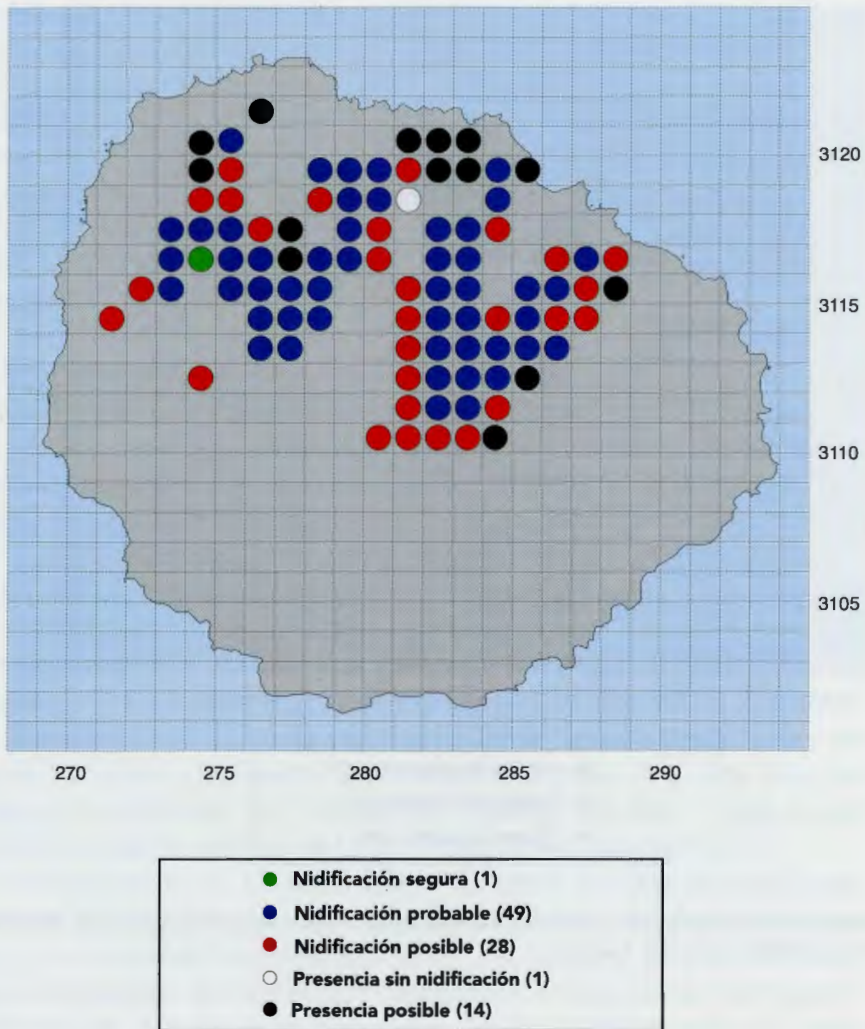 3120
3115
3110
3105
270 275 280 285 290
Nidificación segura (1)
Nidificación probable (49)
Nidificación posible (28)
Presencia sin nidificación (1)
Presencia posible (14)